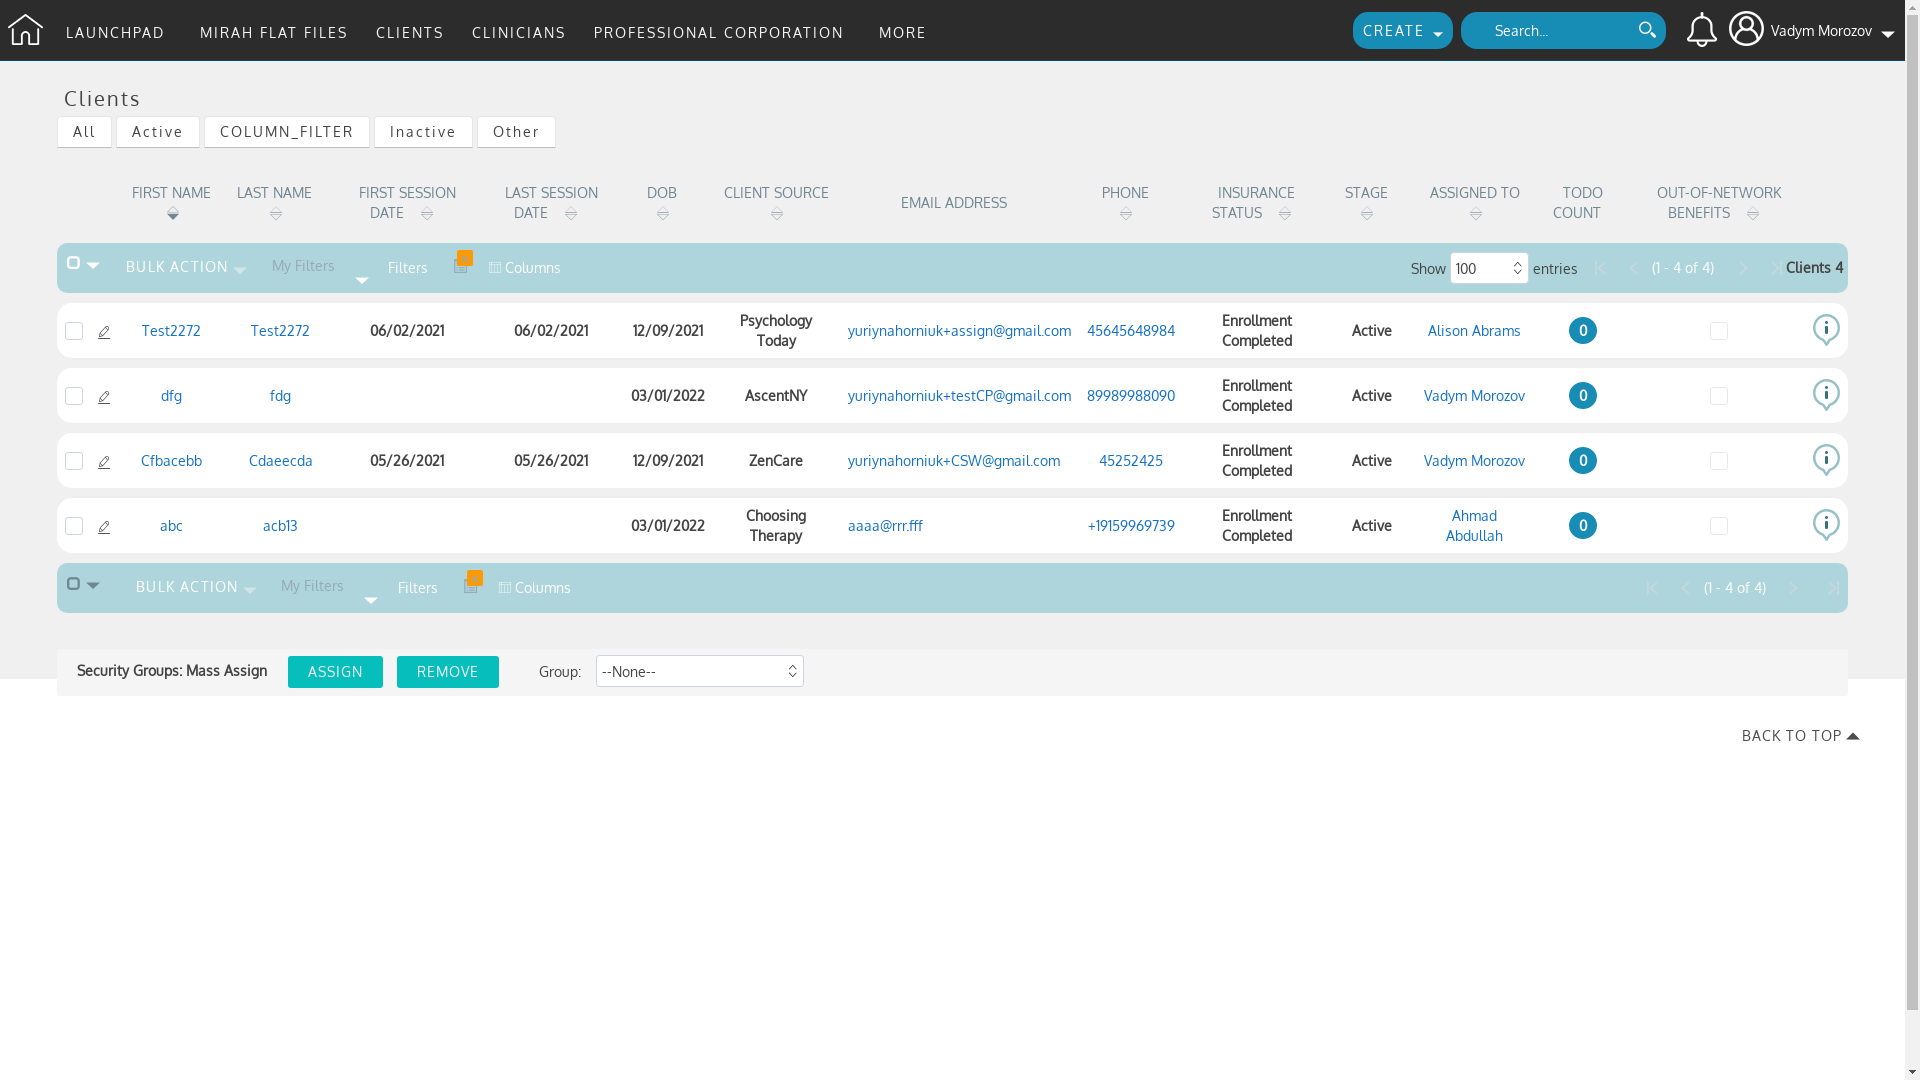 LAUNCHPAD MIRAH FLAT FILES CLIENTS CLINICIANS PROFESSIONAL CORPORATION MORE CREATE Search... Vadym Morozov
Clients
All Active COLUMN_FILTER Inactive Other
FIRST NAME LAST NAME FIRST SESSION DATE LAST SESSION DATE DOB CLIENT SOURCE EMAIL ADDRESS PHONE INSURANCE STATUS STAGE ASSIGNED TO TODO COUNT OUT-OF-NETWORK BENEFITS
BULK ACTION My Filters Filters Columns Show 100 entries (1 - 4 of 4) Clients 4
Test2272 Test2272 06/02/2021 06/02/2021 12/09/2021 Psychology Today yuriynahorniuk+assign@gmail.com 45645648984 Enrollment Completed Active Alison Abrams 0
dfg fdg 03/01/2022 AscentNY yuriynahorniuk+testCP@gmail.com 89989988090 Enrollment Completed Active Vadym Morozov 0
Cfbacebb Cdaeecda 05/26/2021 05/26/2021 12/09/2021 ZenCare yuriynahorniuk+CSW@gmail.com 45252425 Enrollment Completed Active Vadym Morozov 0
abc acb13 03/01/2022 Choosing Therapy aaaa@rrr.fff +19159969739 Enrollment Completed Active Ahmad Abdullah 0
BULK ACTION My Filters Filters Columns (1 - 4 of 4)
Security Groups: Mass Assign ASSIGN REMOVE Group: --None--
BACK TO TOP